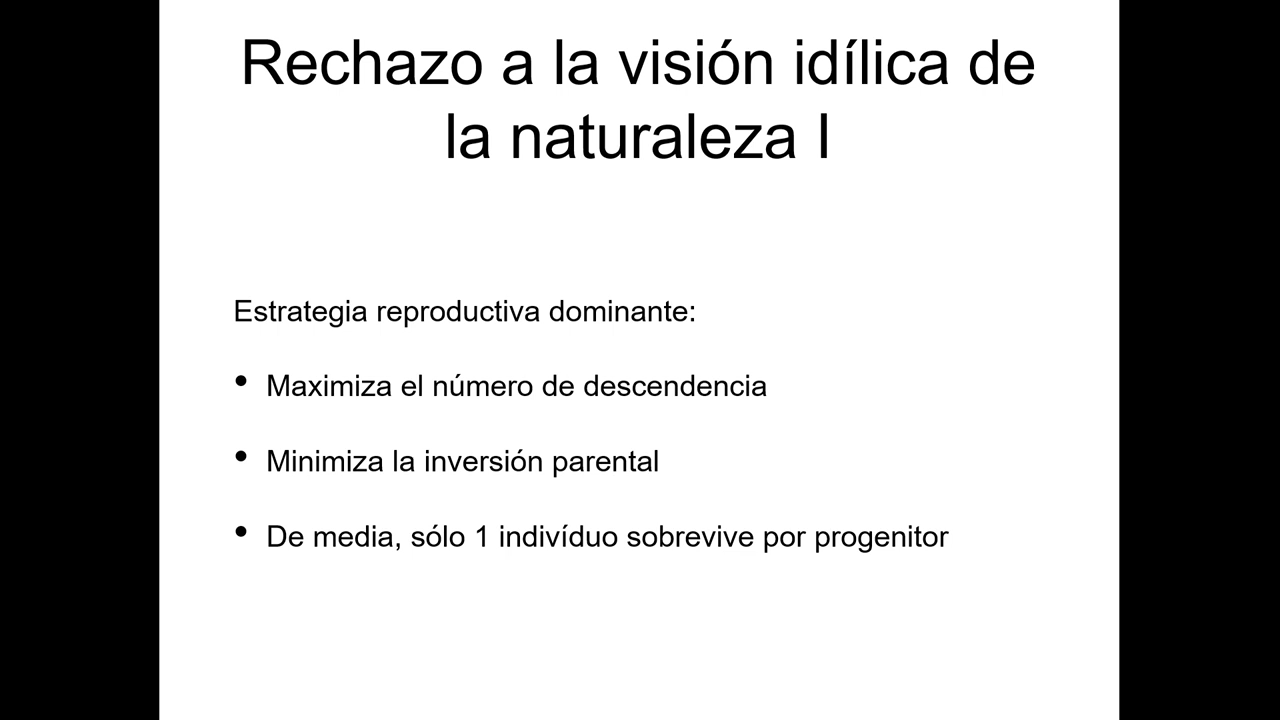 Rechazo a la visión idílica de
la naturaleza I
Estrategia reproductiva dominante:
• Maximiza el número de descendencia
• Minimiza la inversión parental
• De media, sólo 1 indivíduo sobrevive por progenitor